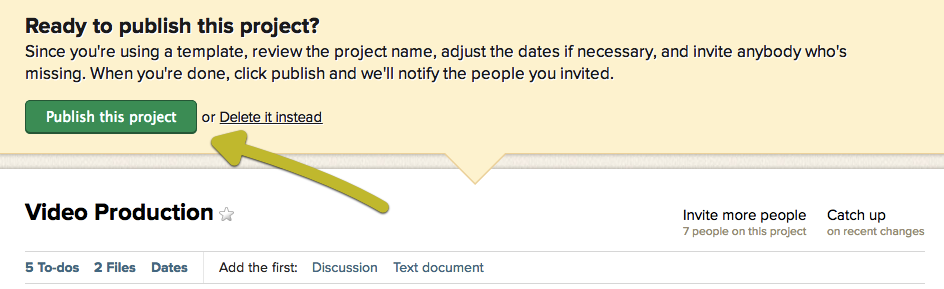 Ready to publish this project?
Since you're using a template, review the project name, adjust the dates if necessary, and invite anybody who's
missing. When you're done, click publish and we'll notify the people you invited.
Publish this project or Delete it instead
Video Production
Invite more people Catch up
7 people on this project on recent changes
5 To-dos 2 Files Dates Add the first: Discussion Text document